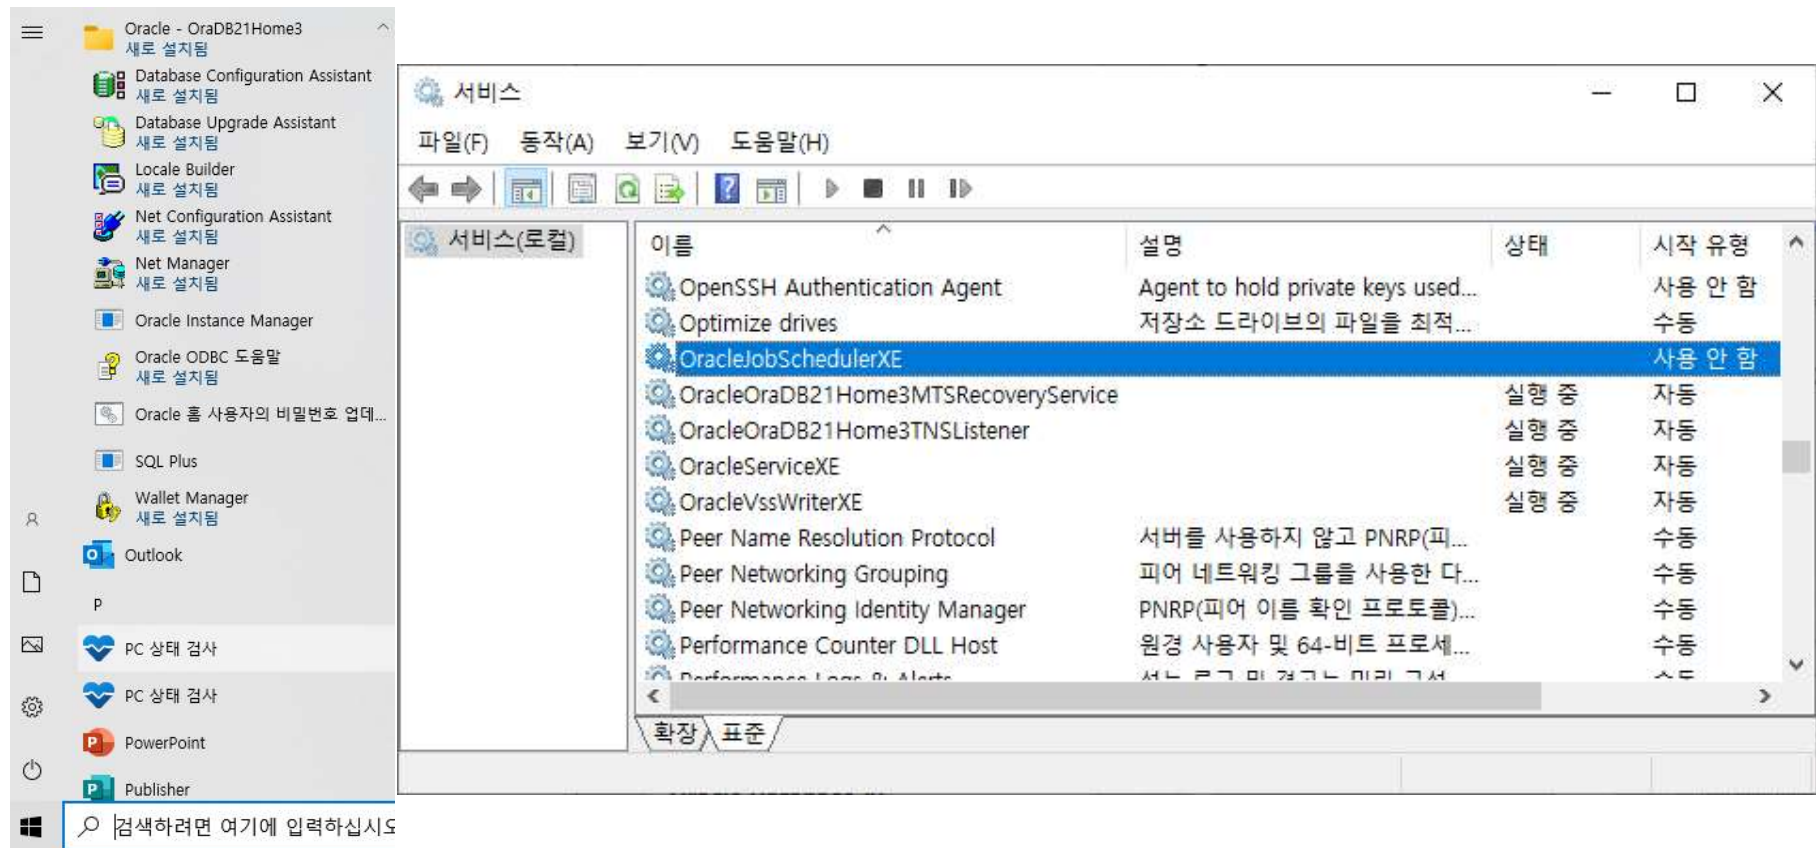 Oracle - OraDB21Home3
새로 설치됨
Database Configuration Assistant
새로 설치됨
Database Upgrade Assistant
새로 설치됨
Locale Builder
새로 설치됨
Net Configuration Assistant
새로 설치됨
Net Manager
새로 설치됨
Oracle Instance Manager
Oracle ODBC 도움말
새로 설치됨
Oracle 홈 사용자의 비밀번호 업데...
SQL Plus
Wallet Manager
새로 설치됨
Outlook
P
PC 상태 검사
PC 상태 검사
PowerPoint
Publisher
검색하려면 여기에 입력하십시오
서비스
파일(F) 동작(A) 보기(V) 도움말(H)
서비스(로컬)
이름 설명 상태 시작 유형
OpenSSH Authentication Agent Agent to hold private keys used... 사용 안 함
Optimize drives 저장소 드라이브의 파일을 최적... 수동
OracleJobSchedulerXE 사용 안 함
OracleOraDB21Home3MTSRecoveryService 실행 중 자동
OracleOraDB21Home3TNSListener 실행 중 자동
OracleServiceXE 실행 중 자동
OracleVssWriterXE 실행 중 자동
Peer Name Resolution Protocol 서버를 사용하지 않고 PNRP(피... 수동
Peer Networking Grouping 피어 네트워킹 그룹을 사용한 다... 수동
Peer Networking Identity Manager PNRP(피어 이름 확인 프로토콜)... 수동
Performance Counter DLL Host 원격 사용자 및 64-비트 프로세... 수동
Performance Logs & Alerts
확장 표준